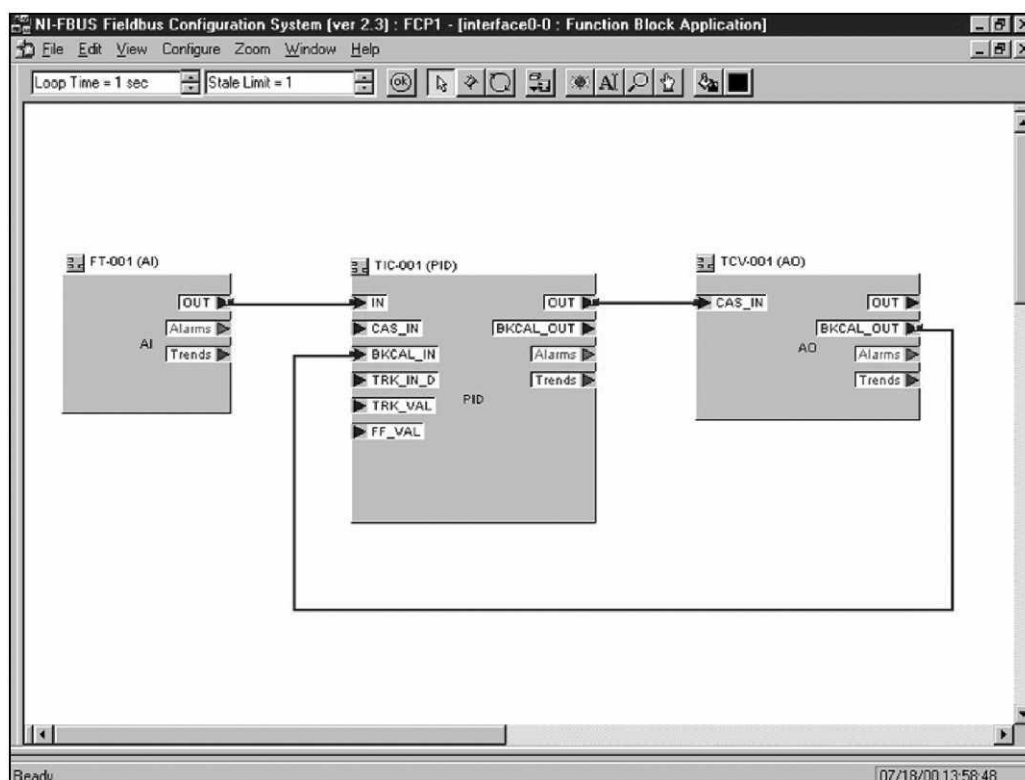 NI-FBUS Fieldbus Configuration System (ver 2.3) : FCP1 - [interface0-0 : Function Block Application]
File Edit View Configure Zoom Window Help
Loop Time = 1 sec Stale Limit = 1 ok AI
FT-001 (AI)
OUT
Alarms
Trends
AI
TIC-001 (PID)
IN
CAS_IN
BKCAL_IN
TRK_IN_D
TRK_VAL
FF_VAL
OUT
BKCAL_OUT
Alarms
Trends
PID
TCV-001 (AO)
CAS_IN
OUT
BKCAL_OUT
Alarms
Trends
AO
Ready 07/18/00 13:58:48